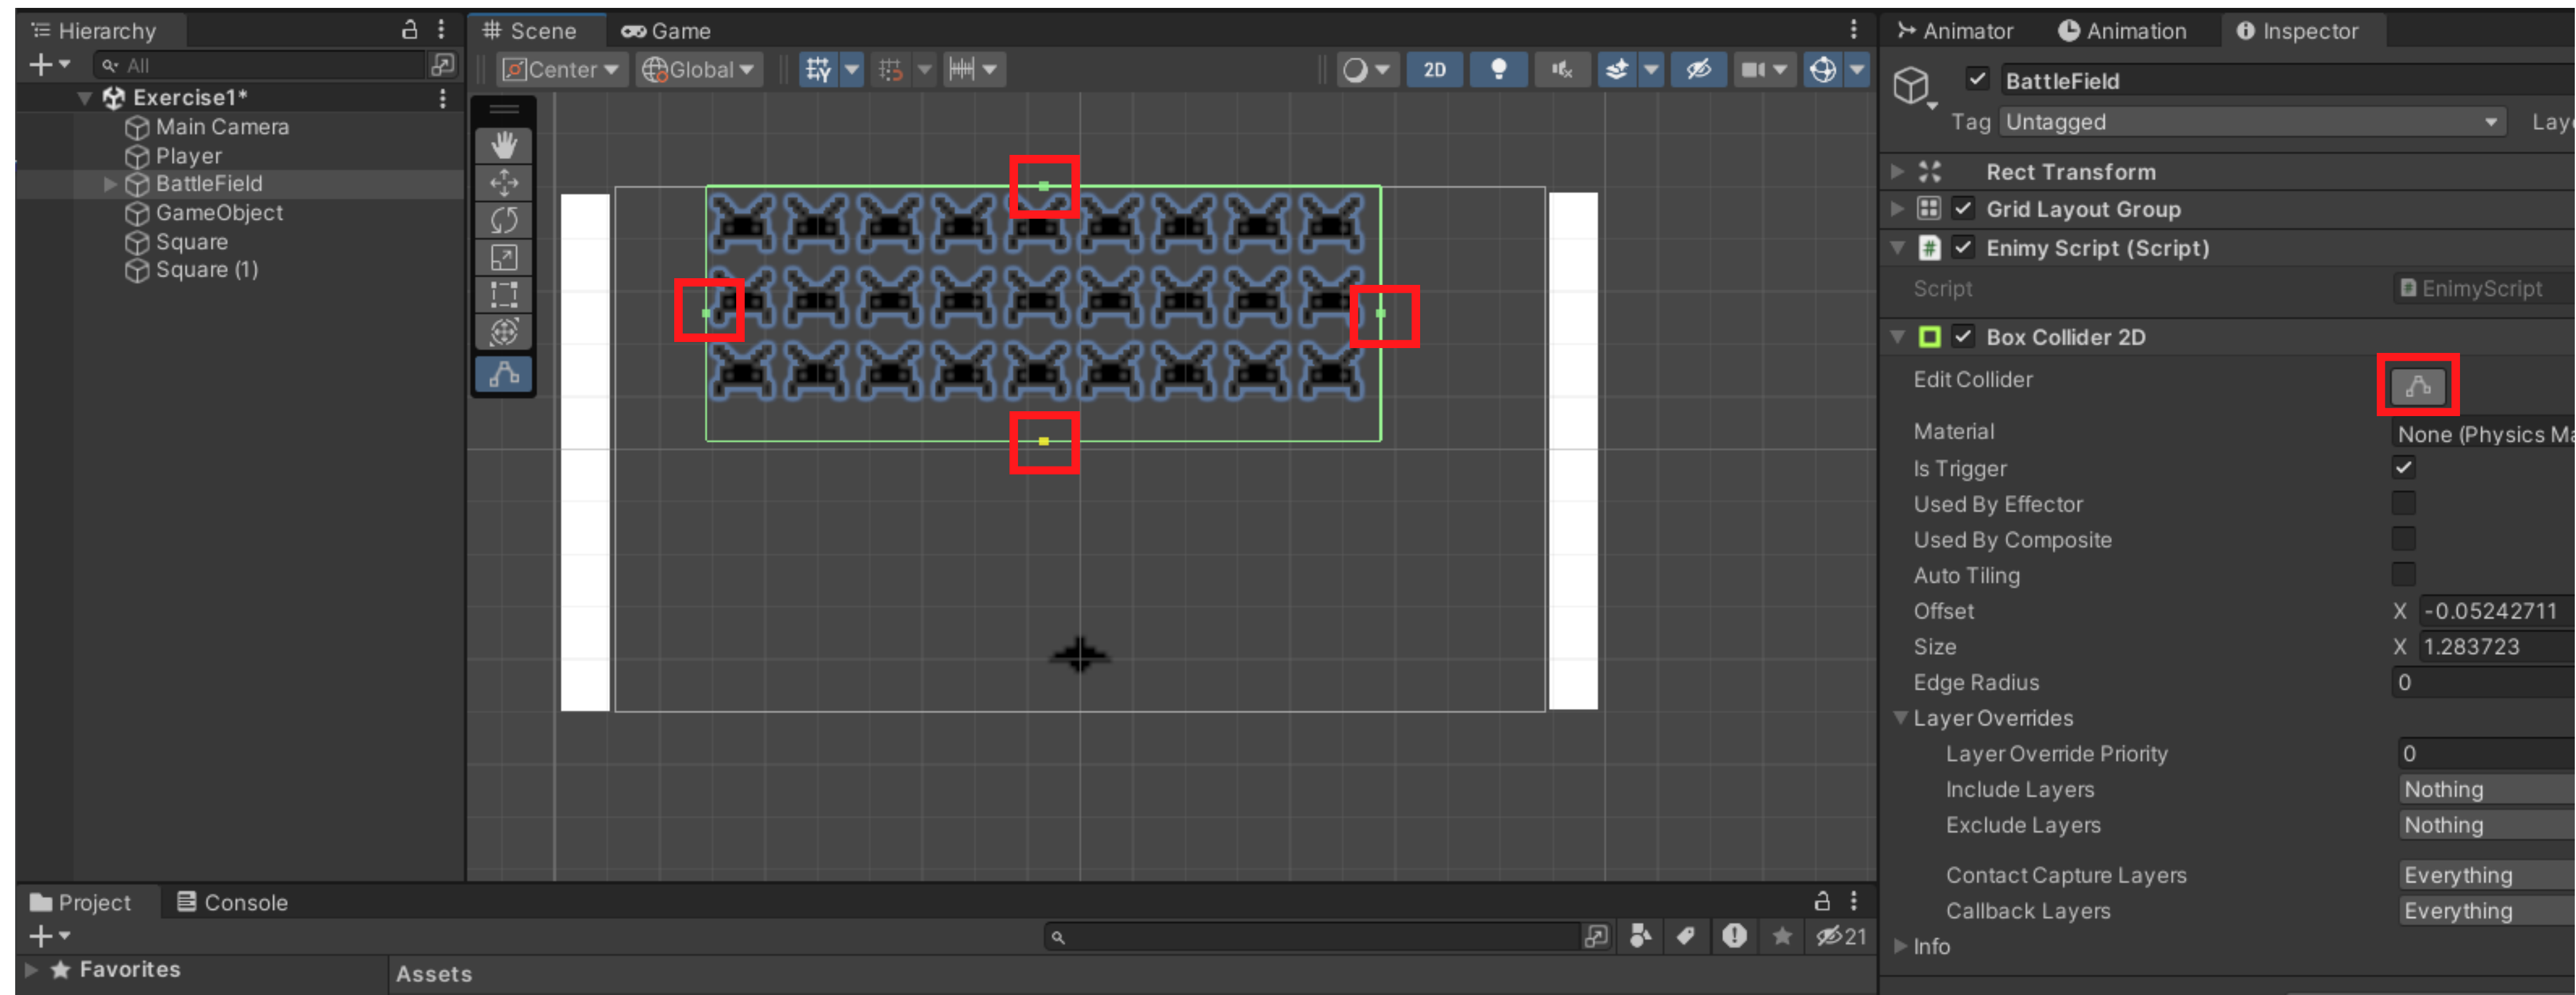 Hierarchy
All
Exercise1*
Main Camera
Player
BattleField
GameObject
Square
Square (1)
Scene
Game
Center
Global
2D
Animator
Animation
Inspector
BattleField
Tag
Untagged
Lay
Rect Transform
Grid Layout Group
Enimy Script (Script)
Script
EnimyScript
Box Collider 2D
Edit Collider
Material
None (Physics Ma
Is Trigger
Used By Effector
Used By Composite
Auto Tiling
Offset
X -0.05242711
Size
X 1.283723
Edge Radius
0
Layer Overrides
Layer Override Priority
0
Include Layers
Nothing
Exclude Layers
Nothing
Contact Capture Layers
Everything
Callback Layers
Everything
Info
Project
Console
21
Favorites
Assets